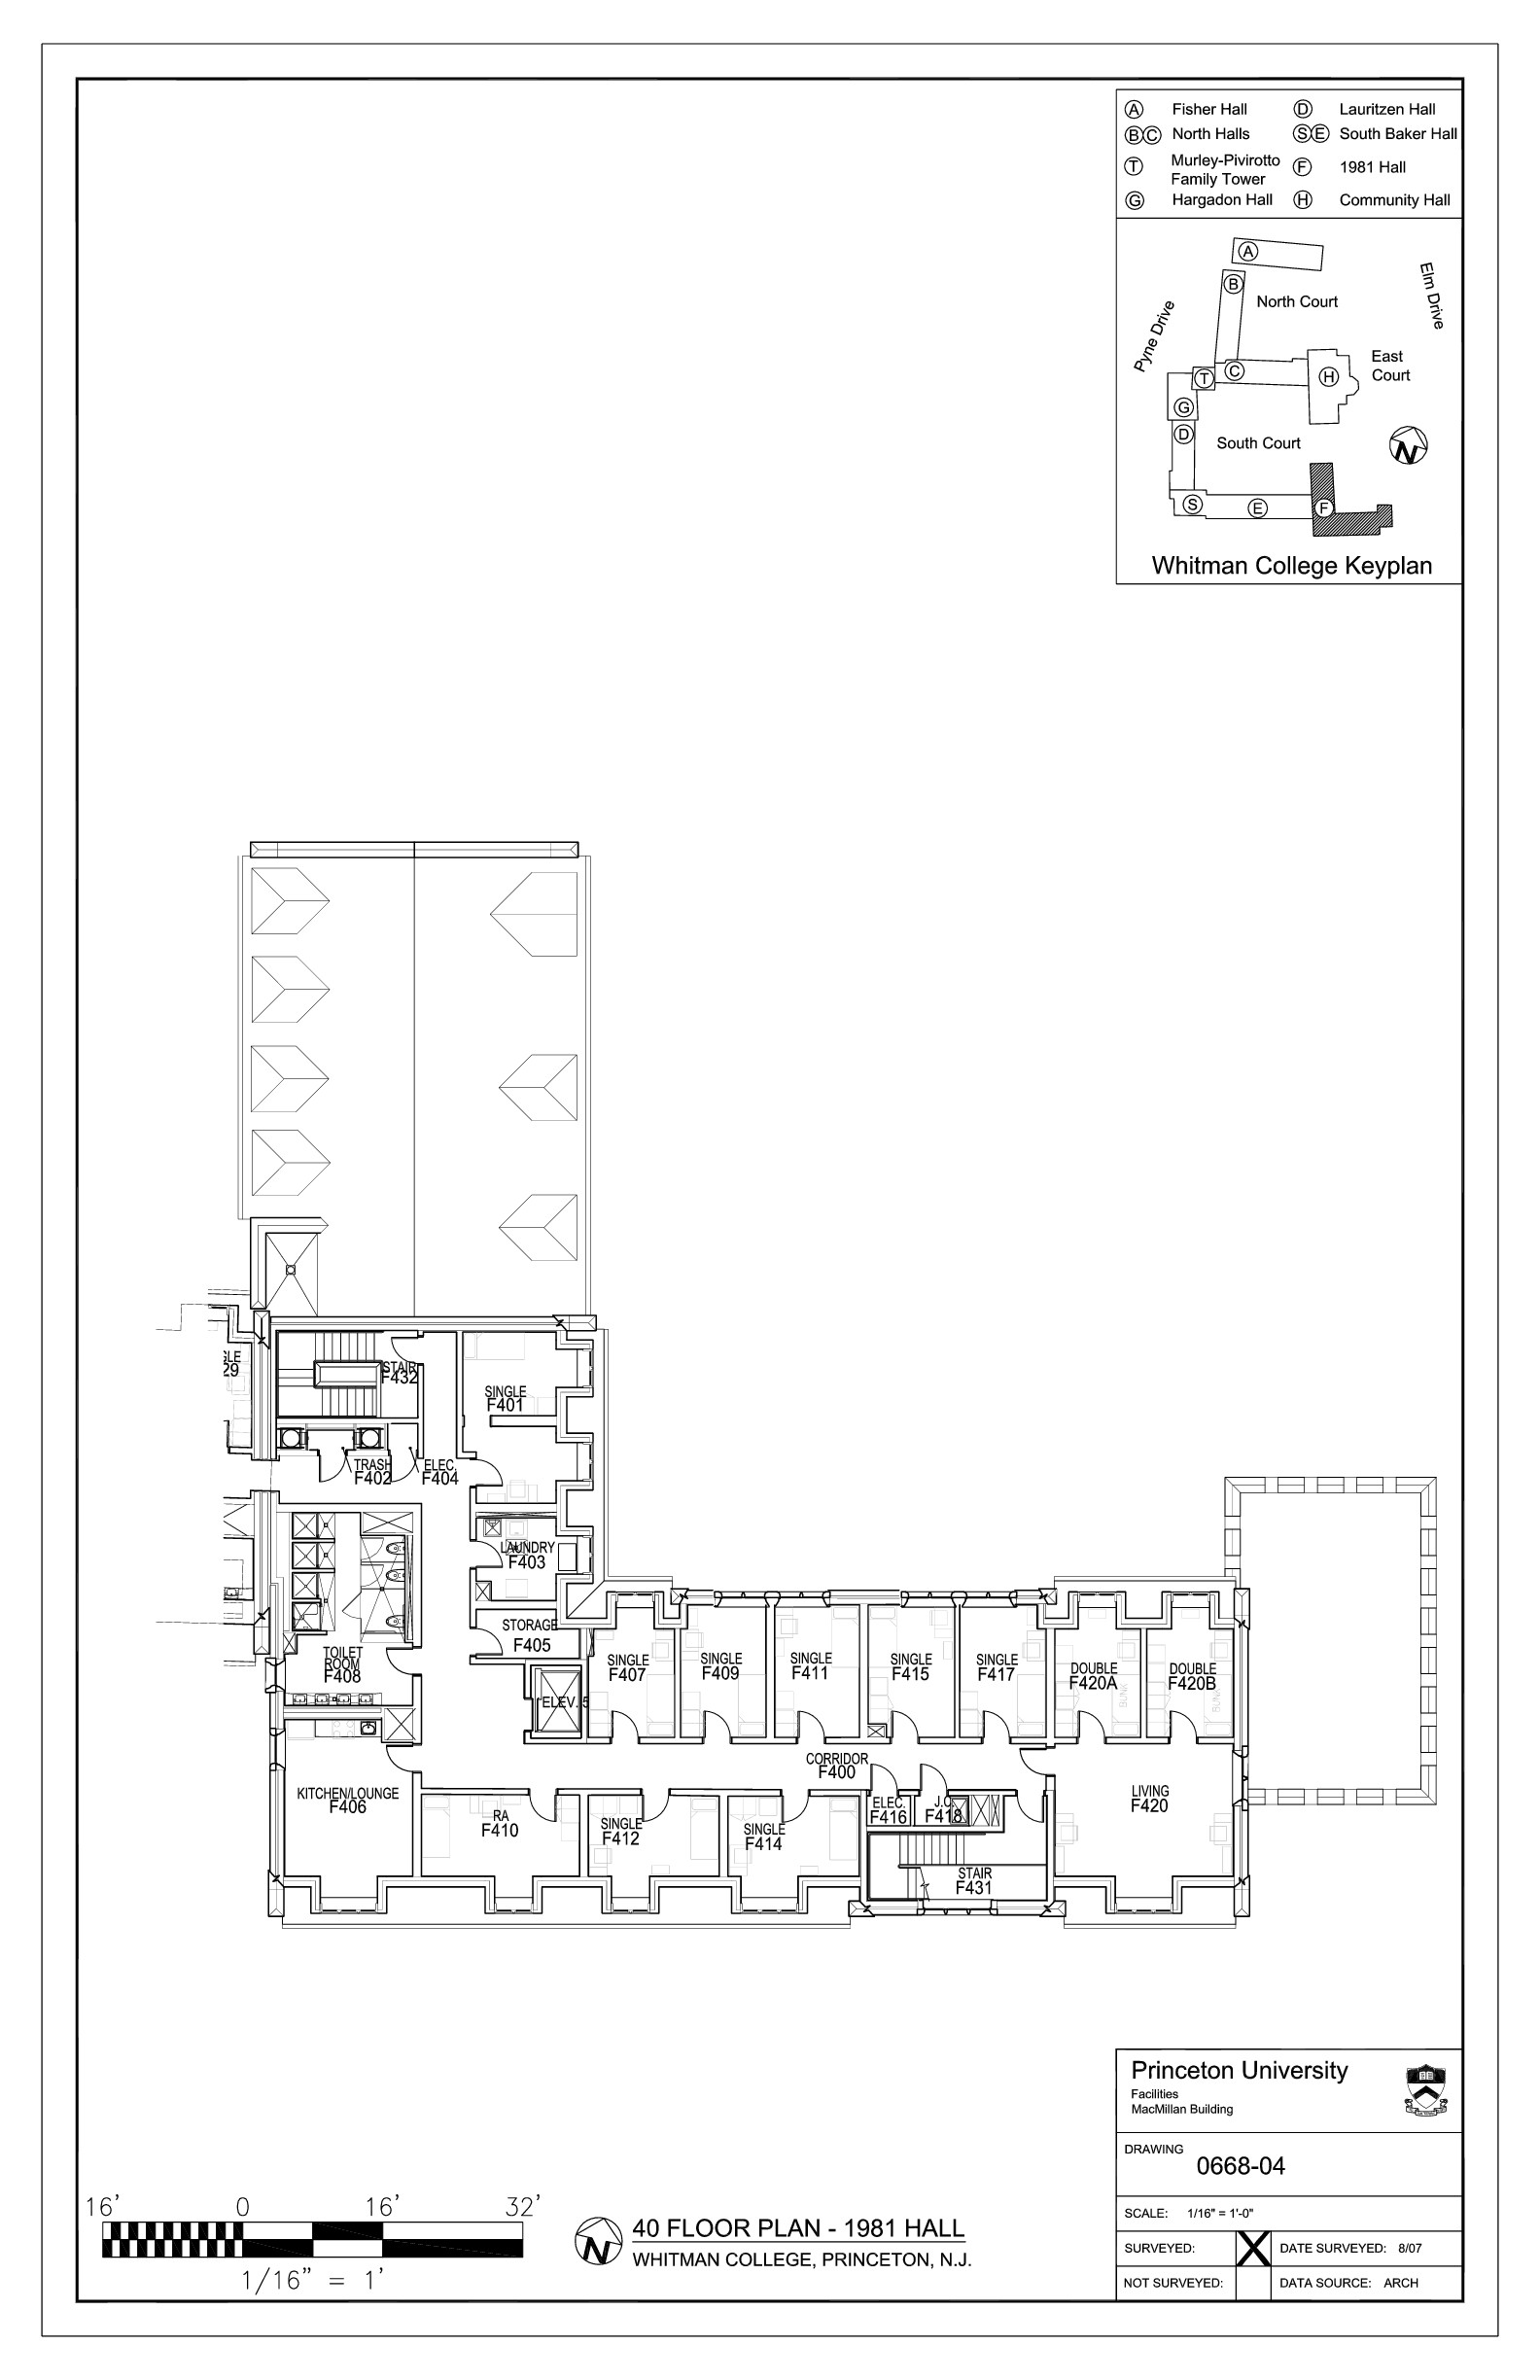 A Fisher Hall
D Lauritzen Hall
B C North Halls
S E South Baker Hall
T Murley-Pivirotto
Family Tower
F 1981 Hall
G Hargadon Hall
H Community Hall
A
B
North Court
Elm Drive
Pyne Drive
East
Court
T
C
H
G
D
South Court
N
S
E
F
Whitman College Keyplan
GLE
29
STAIR
F432
SINGLE
F401
TRASH
F402
ELEC.
F404
LAUNDRY
F403
STORAGE
F405
TOILET
ROOM
F408
ELEV. 5
SINGLE
F407
SINGLE
F409
SINGLE
F411
SINGLE
F415
SINGLE
F417
DOUBLE
F420A
BUNK
DOUBLE
F420B
BUNK
CORRIDOR
F400
KITCHEN/LOUNGE
F406
RA
F410
SINGLE
F412
SINGLE
F414
ELEC.
F416
J.C.
F418
LIVING
F420
STAIR
F431
Princeton University
Facilities
MacMillan Building
DRAWING
0668-04
SCALE: 1/16" = 1'-0"
SURVEYED: X DATE SURVEYED: 8/07
NOT SURVEYED: DATA SOURCE: ARCH
16' 0 16' 32'
1/16" = 1'
N
40 FLOOR PLAN - 1981 HALL
WHITMAN COLLEGE, PRINCETON, N.J.